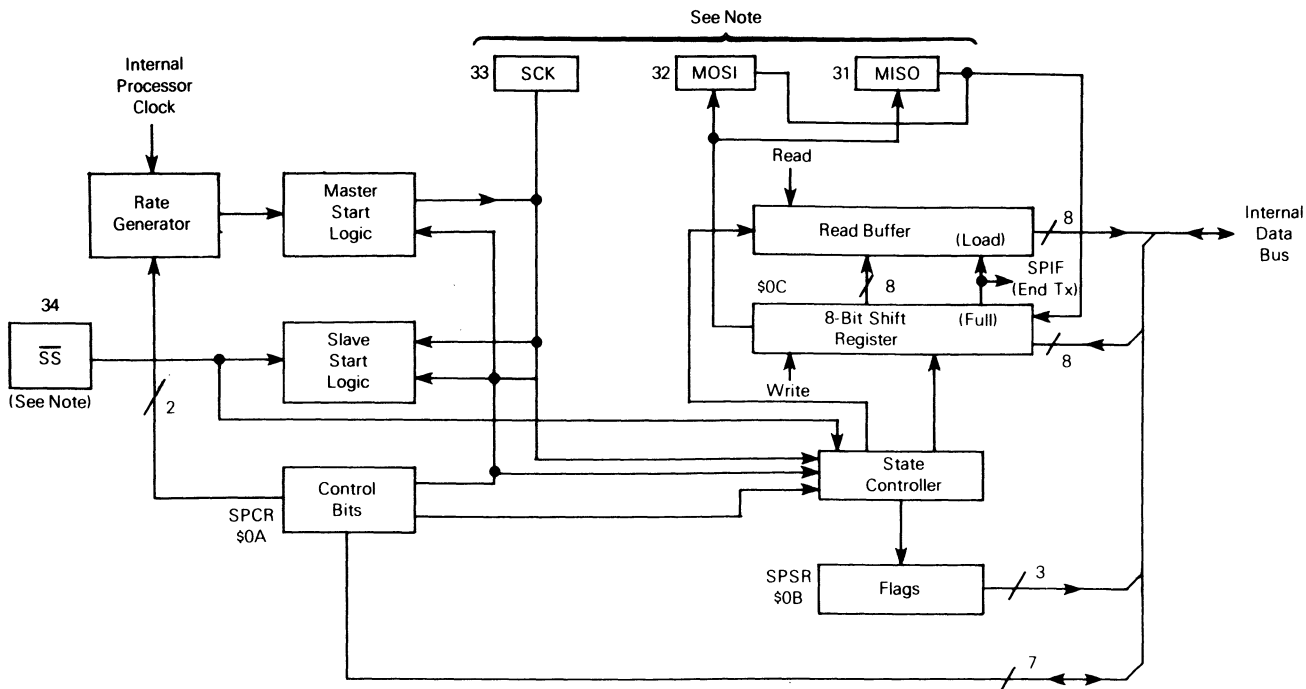 See Note
Internal
Processor
Clock
33 SCK
32 MOSI
31 MISO
Read
Rate
Generator
Master
Start
Logic
Read Buffer (Load)
8
Internal
Data
Bus
SPIF
(End Tx)
$0C
8
8-Bit Shift
Register
(Full)
8
34
SS
(See Note)
Slave
Start
Logic
Write
2
State
Controller
Control
Bits
SPCR
$0A
SPSR
$0B
Flags
3
7